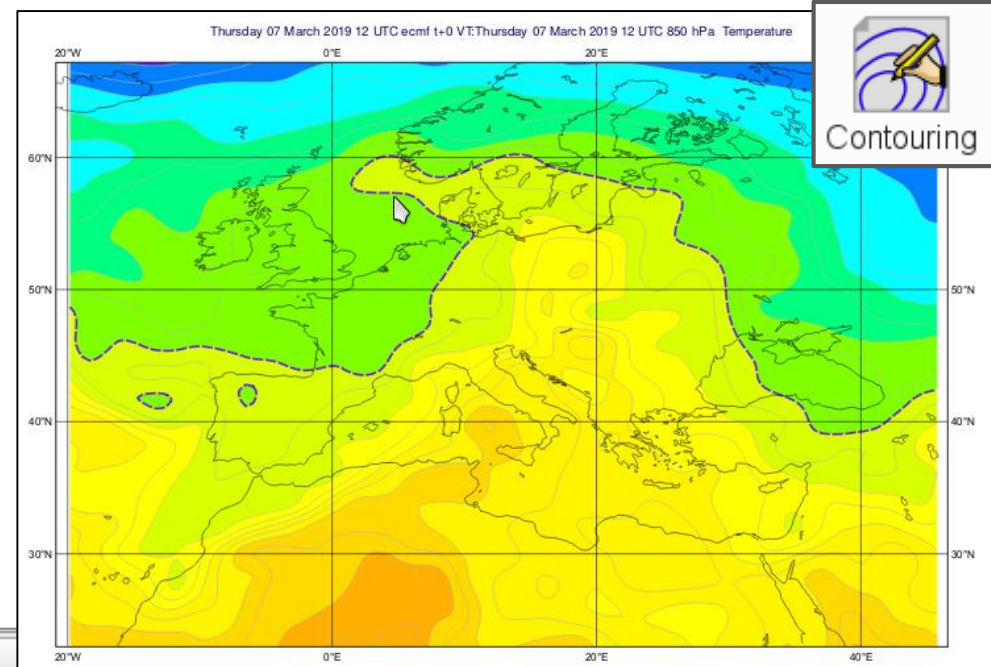 Thursday 07 March 2019 12 UTC ecmf t+0 VT:Thursday 07 March 2019 12 UTC 850 hPa Temperature
Contouring
20°W 0°E 20°E
60°N
50°N 50°N
40°N 40°N
30°N 30°N
20°W 0°E 20°E 40°E